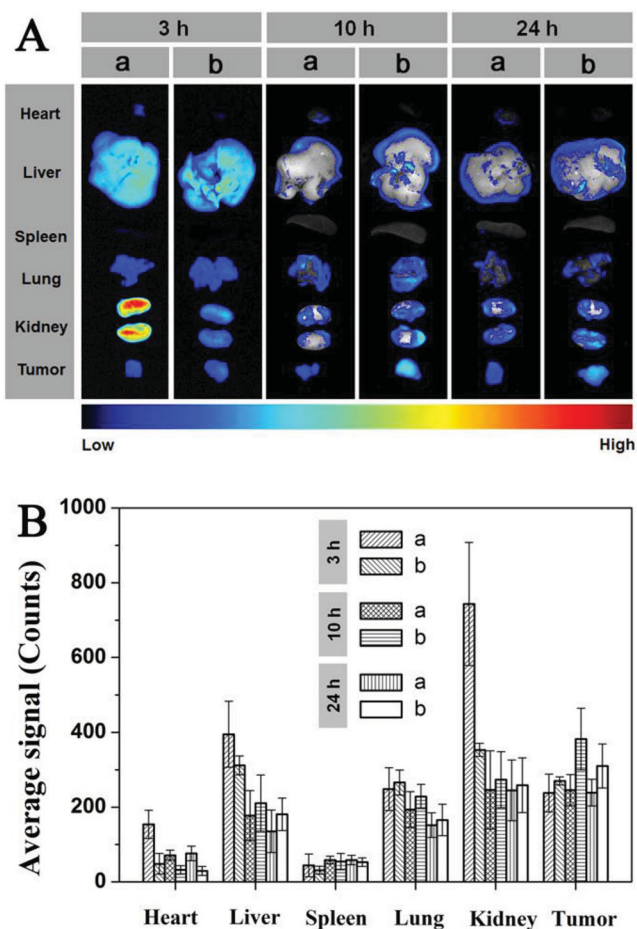 A
3 h 10 h 24 h
a b a b a b
Heart
Liver
Spleen
Lung
Kidney
Tumor
Low High
B
Average signal (Counts)
1000
800
600
400
200
0
3 h
a
b
10 h
a
b
24 h
a
b
Heart Liver Spleen Lung Kidney Tumor